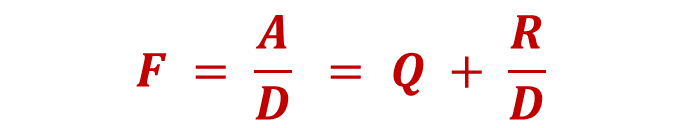 F = A/D = Q + R/D